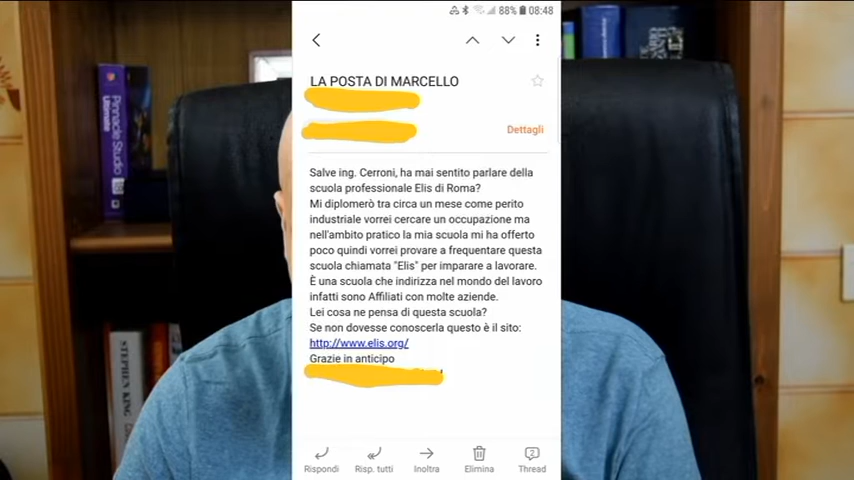 88% 08:48
LA POSTA DI MARCELLO
Dettagli
Salve ing. Cerroni, ha mai sentito parlare della
scuola professionale Elis di Roma?
Mi diplomerò tra circa un mese come perito
industriale vorrei cercare un occupazione ma
nell'ambito pratico la mia scuola mi ha offerto
poco quindi vorrei provare a frequentare questa
scuola chiamata "Elis" per imparare a lavorare.
È una scuola che indirizza nel mondo del lavoro
infatti sono Affiliati con molte aziende.
Lei cosa ne pensa di questa scuola?
Se non dovesse conoscerla questo è il sito:
http://www.elis.org/
Grazie in anticipo
Rispondi Risp. tutti Inoltra Elimina Thread
2
Pinnacle Studio
Ultimate
STEPHEN KING